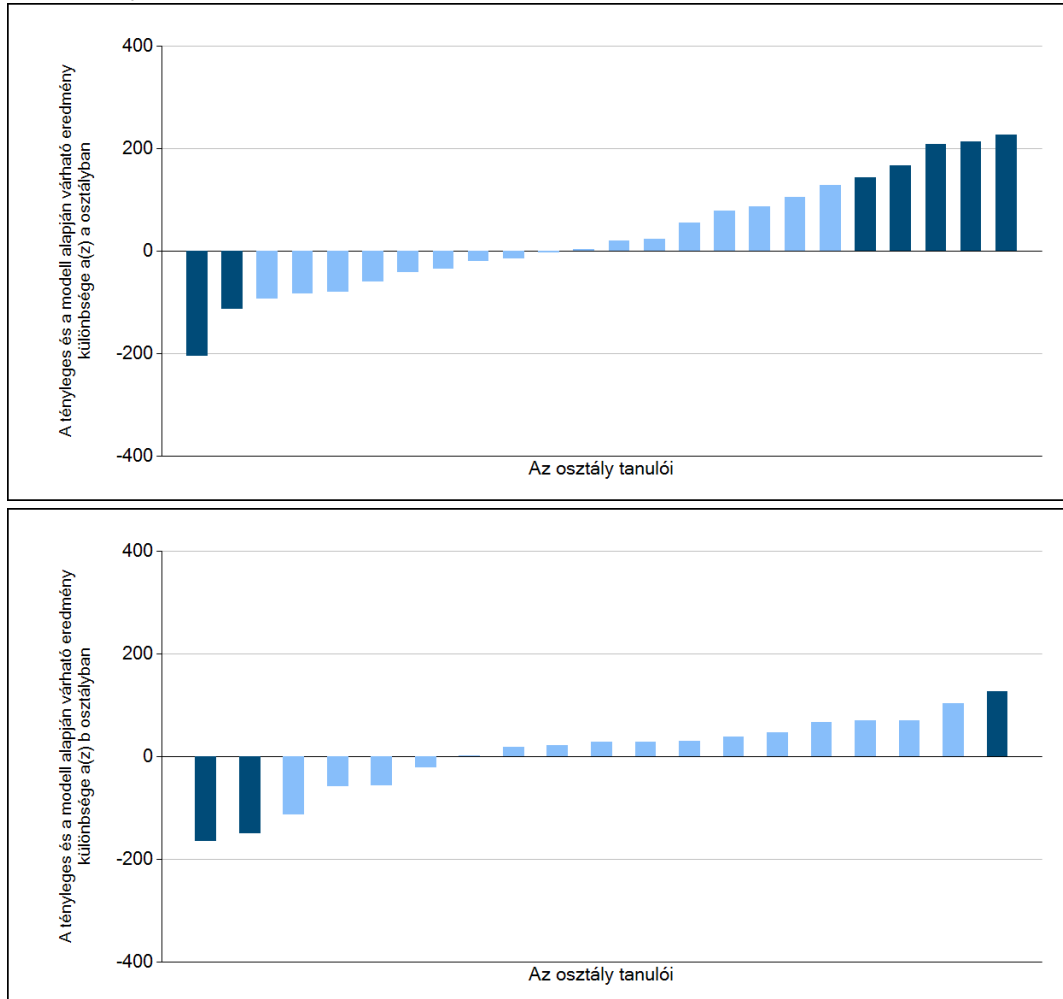 A tényleges és a modell alapján várható eredmény
különbsége a(z) a osztályban
400
200
0
-200
-400
Az osztály tanulói
A tényleges és a modell alapján várható eredmény
különbsége a(z) b osztályban
400
200
0
-200
-400
Az osztály tanulói